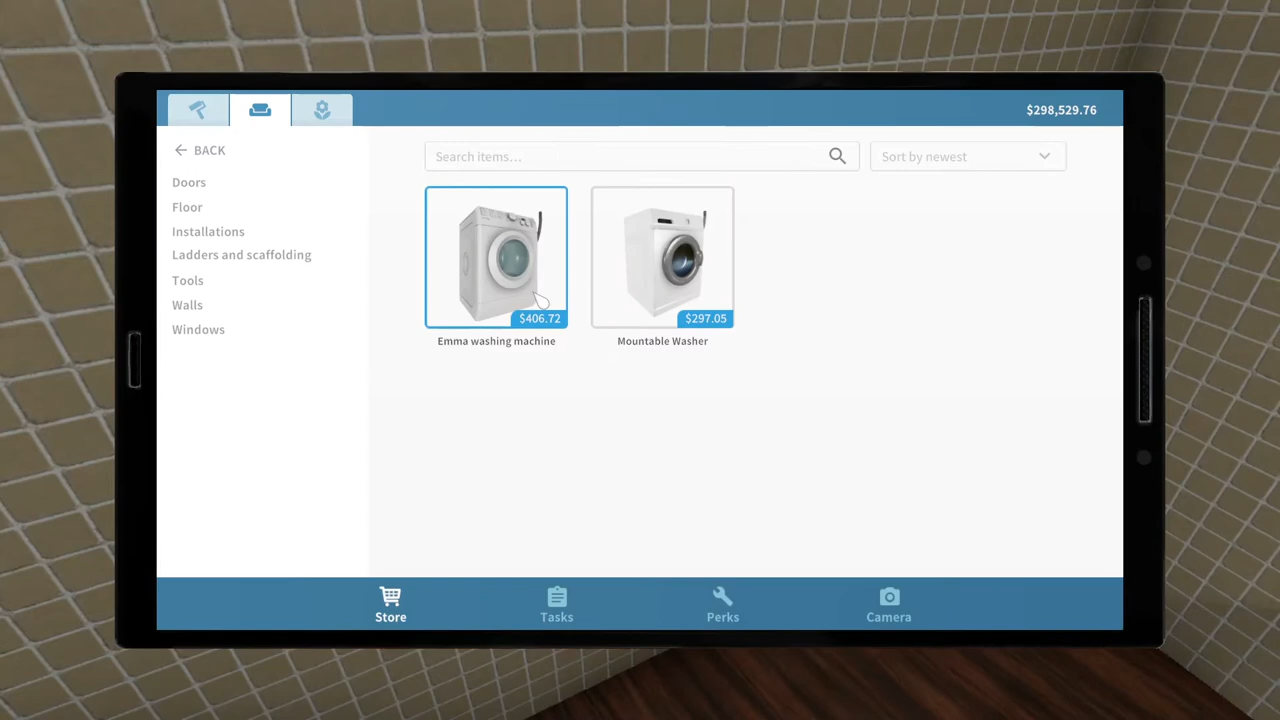 $298,529.76
BACK
Doors
Floor
Installations
Ladders and scaffolding
Tools
Walls
Windows
Search items...
Sort by newest
$406.72
$297.05
Emma washing machine
Mountable Washer
Store
Tasks
Perks
Camera